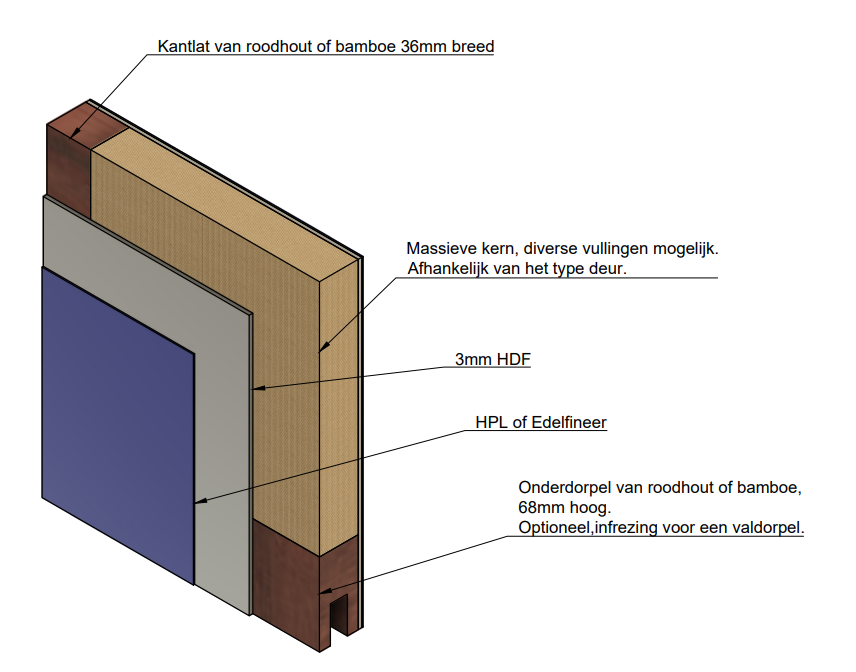 Kantlat van roodhout of bamboe 36mm breed
Massieve kern, diverse vullingen mogelijk.
Afhankelijk van het type deur.
3mm HDF
HPL of Edelfineer
Onderdorpel van roodhout of bamboe,
68mm hoog.
Optioneel,infrezing voor een valdorpel.